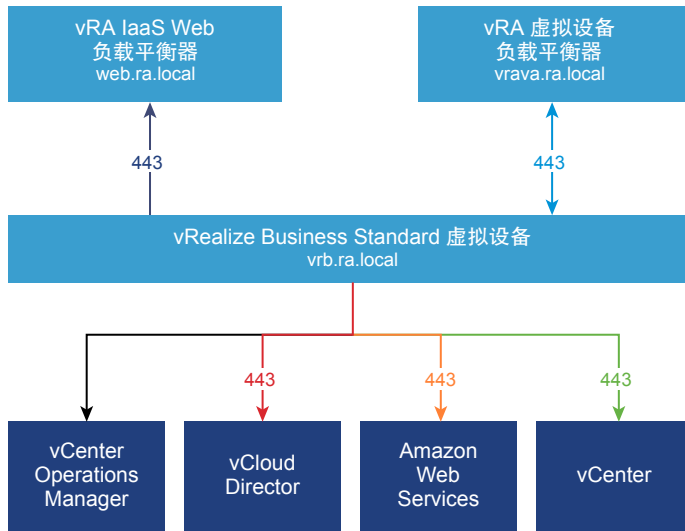 vRA IaaS Web
负载平衡器
web.ra.local
vRA 虚拟设备
负载平衡器
vrava.ra.local
443
443
vRealize Business Standard 虚拟设备
vrb.ra.local
443
443
443
vCenter
Operations
Manager
vCloud
Director
Amazon
Web
Services
vCenter